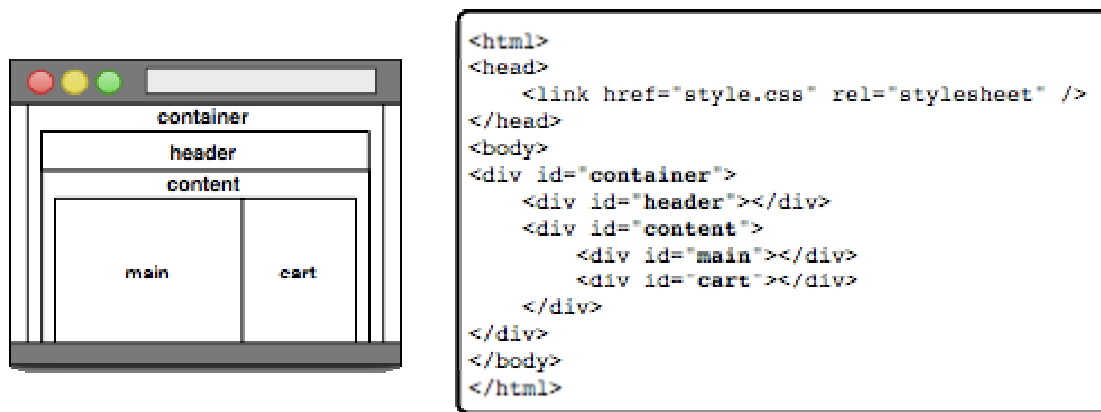 container
header
content
main
cart
<html>
<head>
<link href="style.css" rel="stylesheet" />
</head>
<body>
<div id="container">
<div id="header"></div>
<div id="content">
<div id="main"></div>
<div id="cart"></div>
</div>
</div>
</body>
</html>